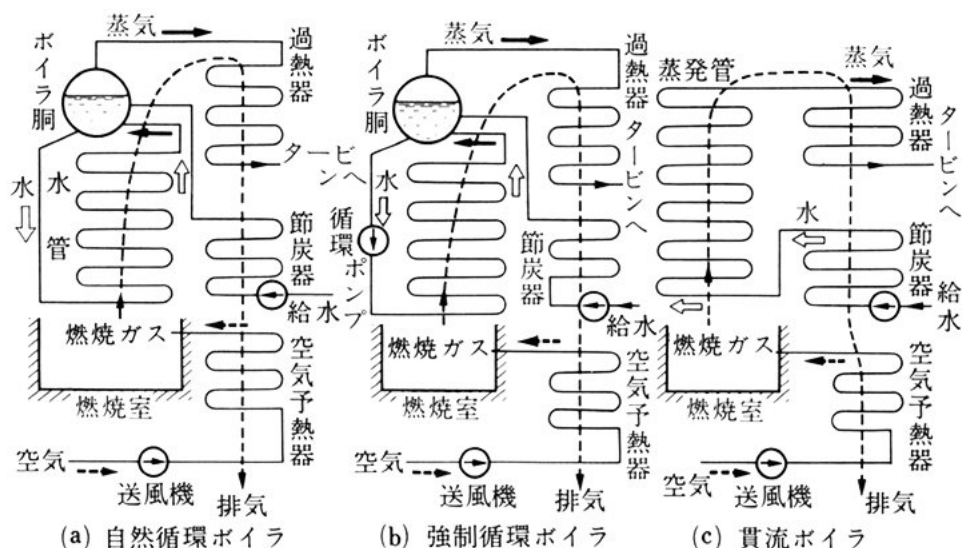 蒸気
ボイラ胴
過熱器
タービンへ
水
水管
節炭器
給水
燃焼ガス
燃焼室
空気予熱器
空気
送風機
排気
(a) 自然循環ボイラ
蒸気
ボイラ胴
過熱器
タービンへ
水
循環ポンプ
節炭器
給水
燃焼ガス
燃焼室
空気予熱器
空気
送風機
排気
(b) 強制循環ボイラ
蒸気
蒸発管
過熱器
タービンへ
水
節炭器
給水
燃焼ガス
燃焼室
空気予熱器
空気
送風機
排気
(c) 貫流ボイラ